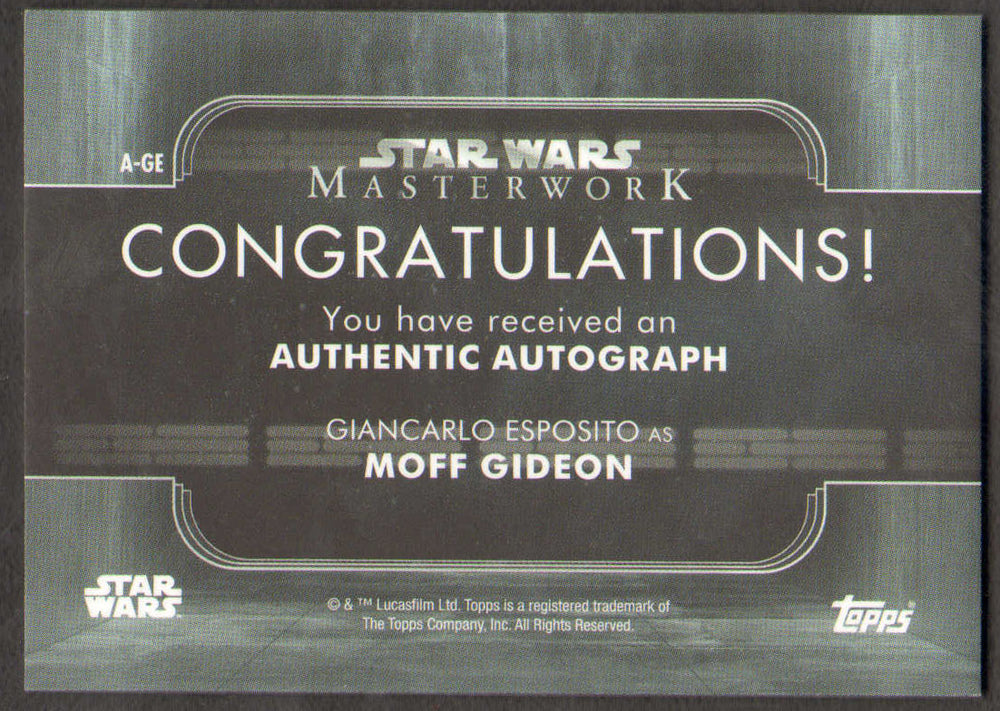 A-GE
STAR WARS
MASTERWORK
CONGRATULATIONS!
You have received an
AUTHENTIC AUTOGRAPH
GIANCARLO ESPOSITO AS
MOFF GIDEON
STAR
WARS
© & ™ Lucasfilm Ltd. Topps is a registered trademark of
The Topps Company, Inc. All Rights Reserved.
Topps®